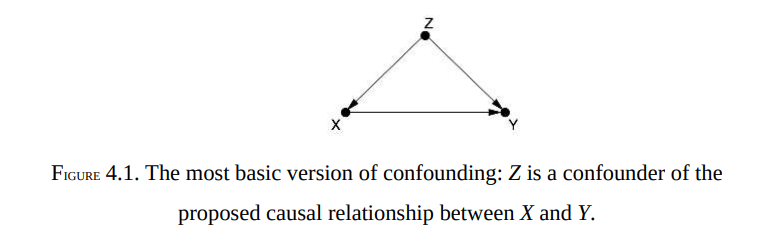 Z
X
Y
FIGURE 4.1. The most basic version of confounding: Z is a confounder of the
proposed causal relationship between X and Y.